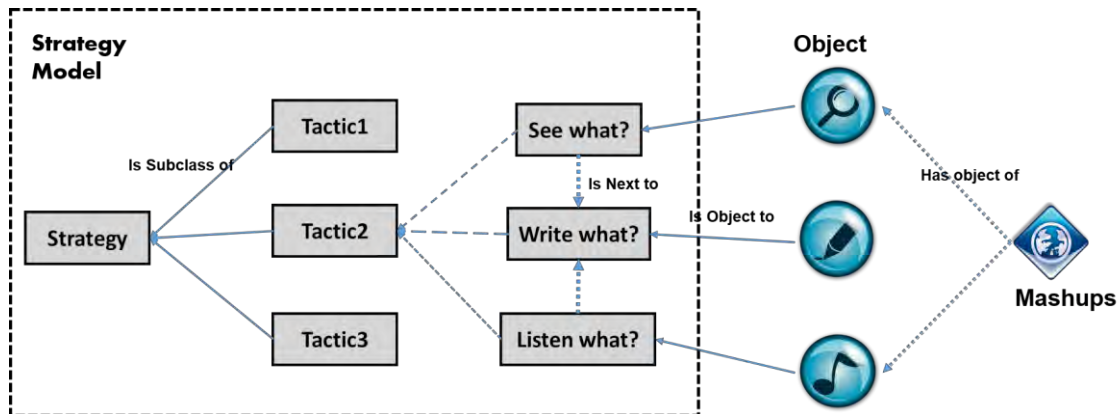 Strategy
Model
Object
Tactic1
See what?
Is Subclass of
Is Next to
Has object of
Strategy
Tactic2
Write what?
Is Object to
Mashups
Tactic3
Listen what?